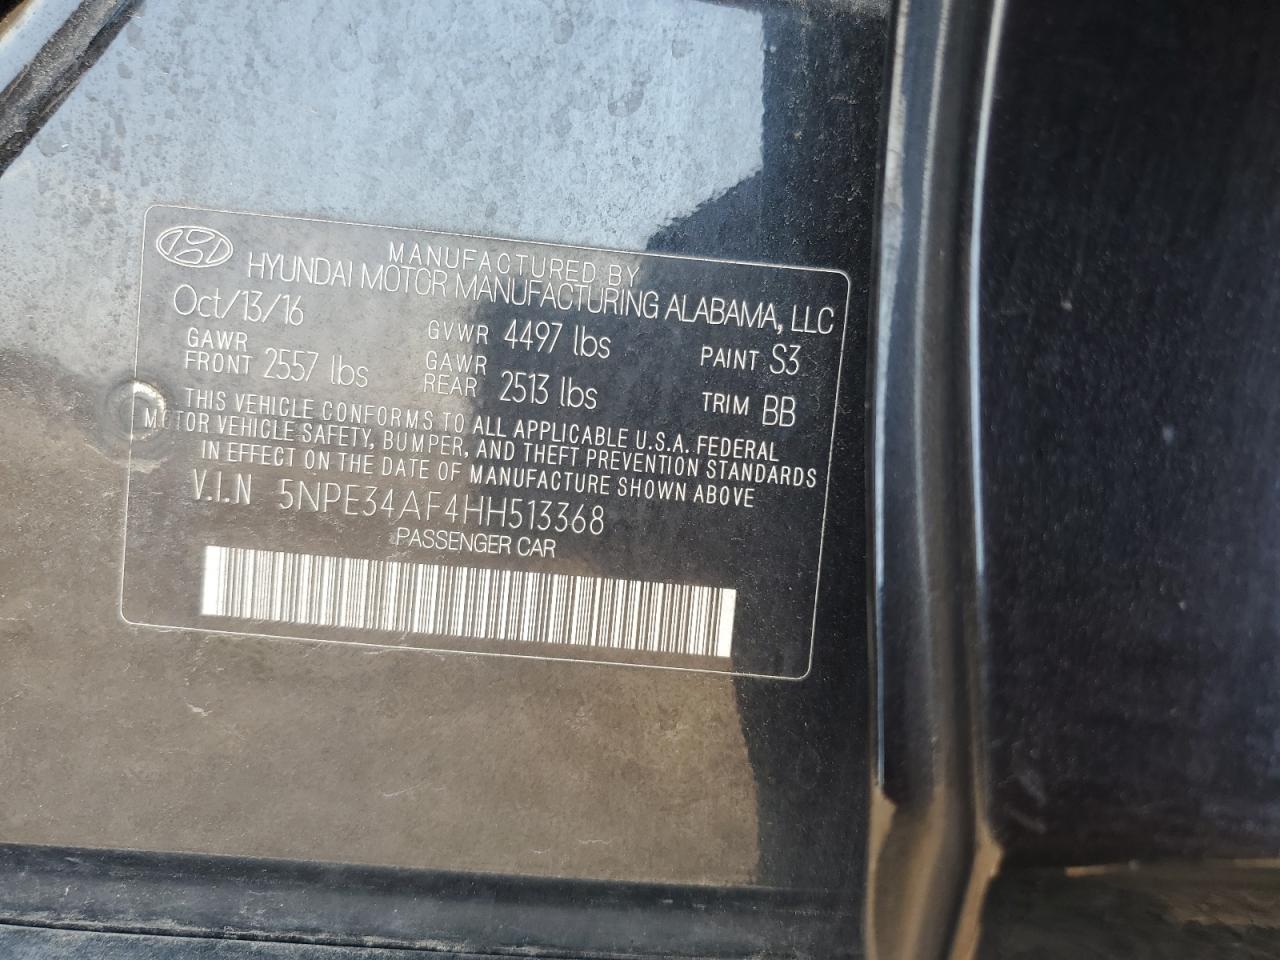 MANUFACTURED BY
HYUNDAI MOTOR MANUFACTURING ALABAMA, LLC
Oct/13/16 GVWR 4497 lbs PAINT S3
GAWR FRONT 2557 lbs GAWR REAR 2513 lbs TRIM BB
THIS VEHICLE CONFORMS TO ALL APPLICABLE U.S.A. FEDERAL
MOTOR VEHICLE SAFETY, BUMPER, AND THEFT PREVENTION STANDARDS
IN EFFECT ON THE DATE OF MANUFACTURE SHOWN ABOVE
V.I.N 5NPE34AF4HH513368
PASSENGER CAR